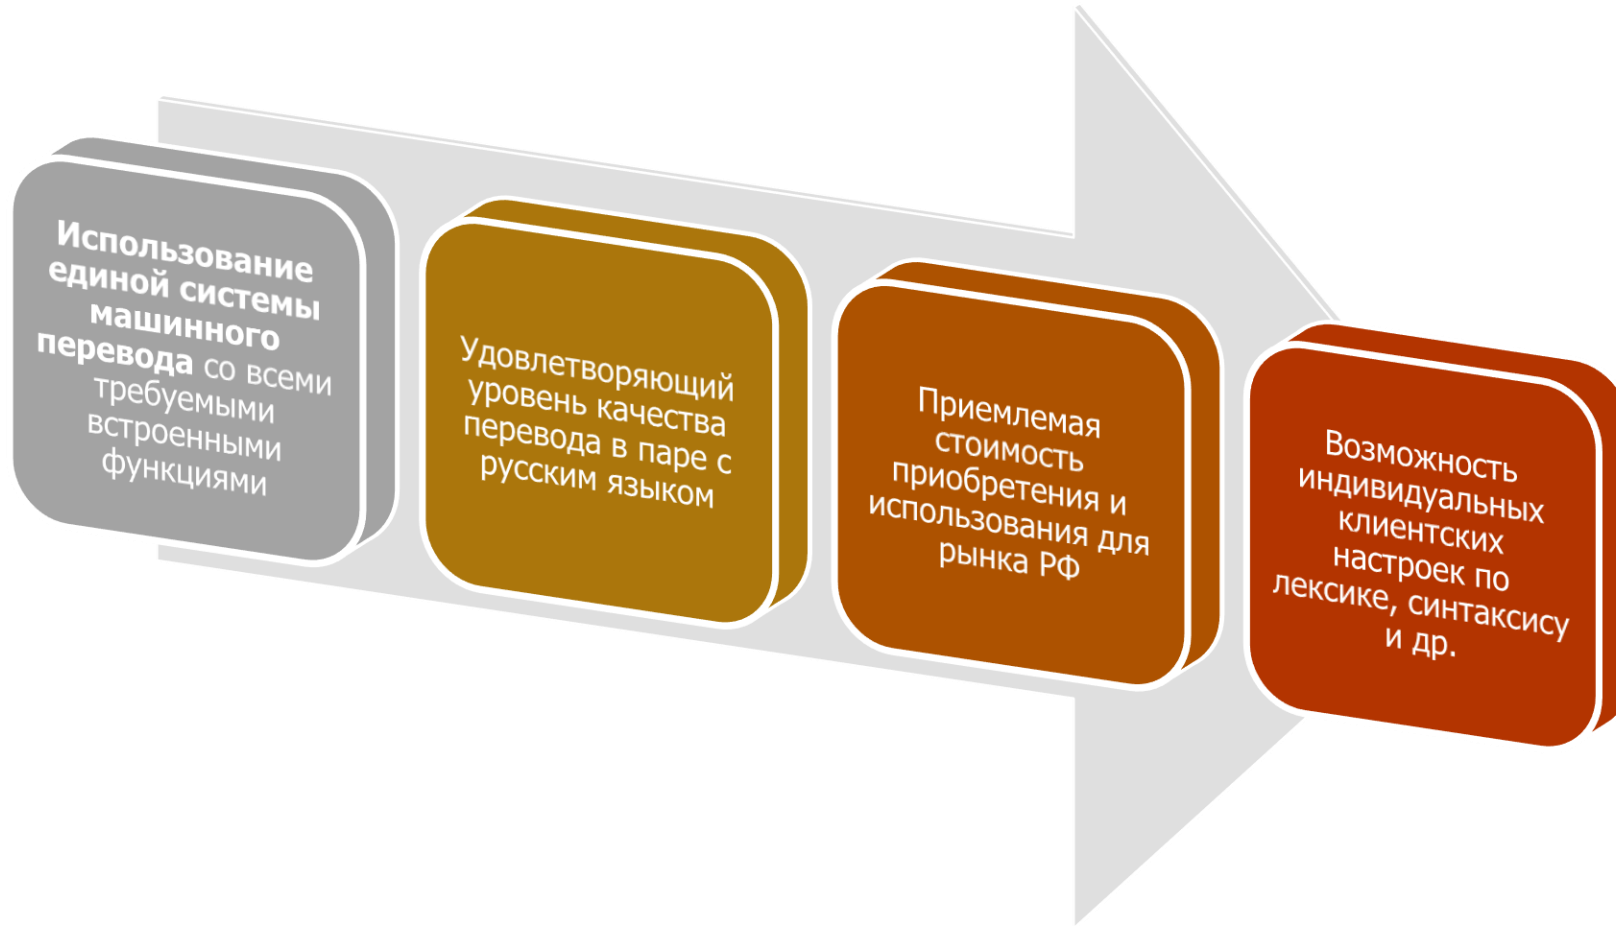 Использование
единой системы
машинного
перевода со всеми
требуемыми
встроенными
функциями
Удовлетворяющий
уровень качества
перевода в паре с
русским языком
Приемлемая
стоимость
приобретения и
использования для
рынка РФ
Возможность
индивидуальных
клиентских
настроек по
лексике, синтаксису
и др.